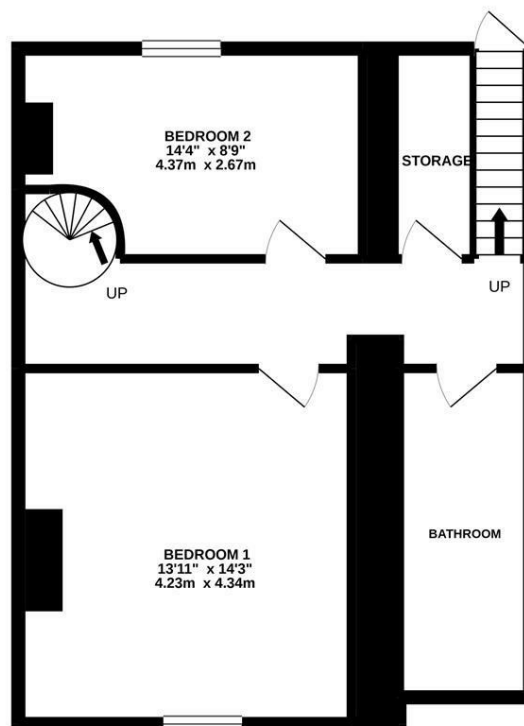 BEDROOM 2
14'4" x 8'9"
4.37m x 2.67m
STORAGE
UP
UP
BATHROOM
BEDROOM 1
13'11" x 14'3"
4.23m x 4.34m